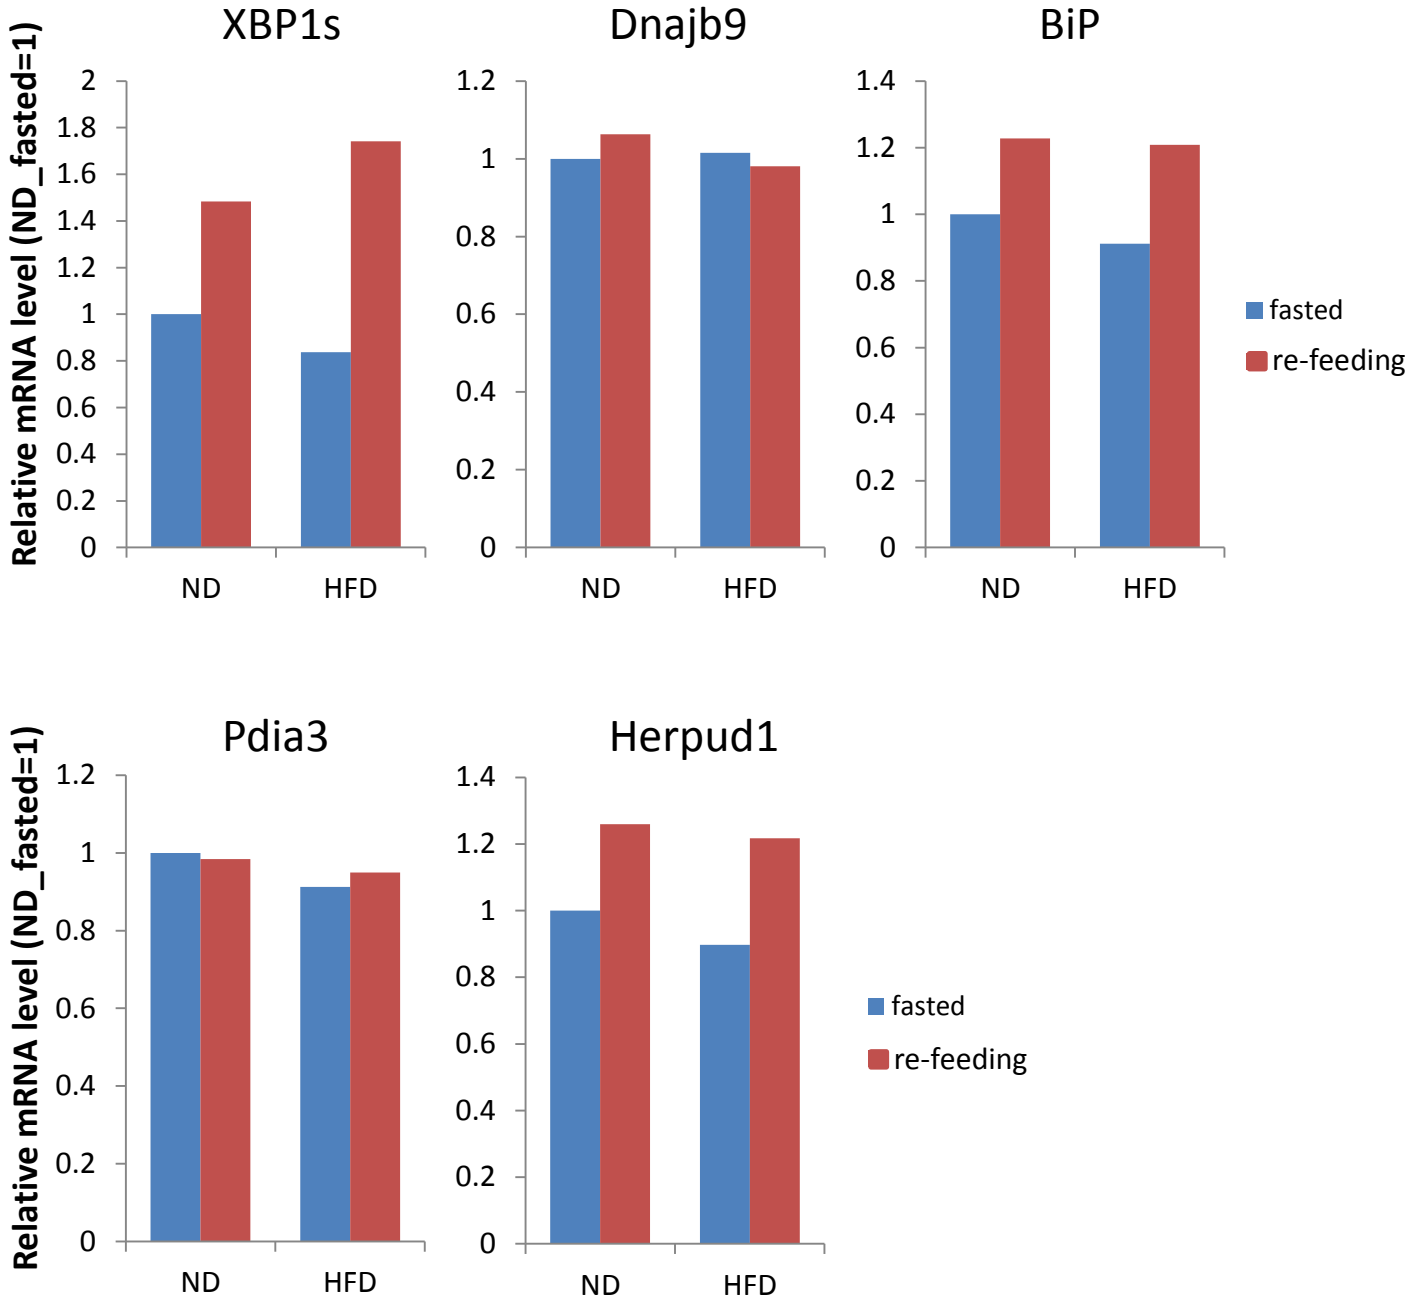 XBP1s
Dnajb9
BiP
Relative mRNA level (ND_fasted=1)
2
1.8
1.6
1.4
1.2
1
0.8
0.6
0.4
0.2
0
ND
HFD
1.2
1
0.8
0.6
0.4
0.2
0
ND
HFD
1.4
1.2
1
0.8
0.6
0.4
0.2
0
ND
HFD
fasted
re-feeding
Pdia3
Herpud1
Relative mRNA level (ND_fasted=1)
1.2
1
0.8
0.6
0.4
0.2
0
ND
HFD
1.4
1.2
1
0.8
0.6
0.4
0.2
0
ND
HFD
fasted
re-feeding